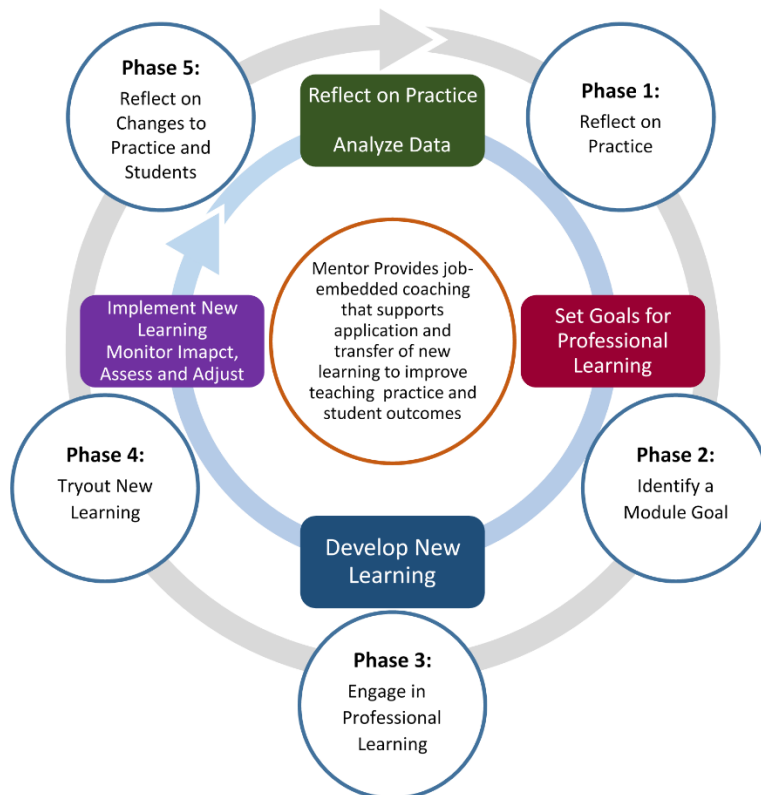 Phase 5:
Reflect on
Changes to
Practice and
Students
Reflect on Practice
Analyze Data
Phase 1:
Reflect on
Practice
Implement New
Learning
Monitor Imapct,
Assess and Adjust
Mentor Provides job-
embedded coaching
that supports
application and
transfer of new
learning to improve
teaching practice and
student outcomes
Set Goals for
Professional
Learning
Phase 4:
Tryout New
Learning
Phase 2:
Identify a
Module Goal
Develop New
Learning
Phase 3:
Engage in
Professional
Learning